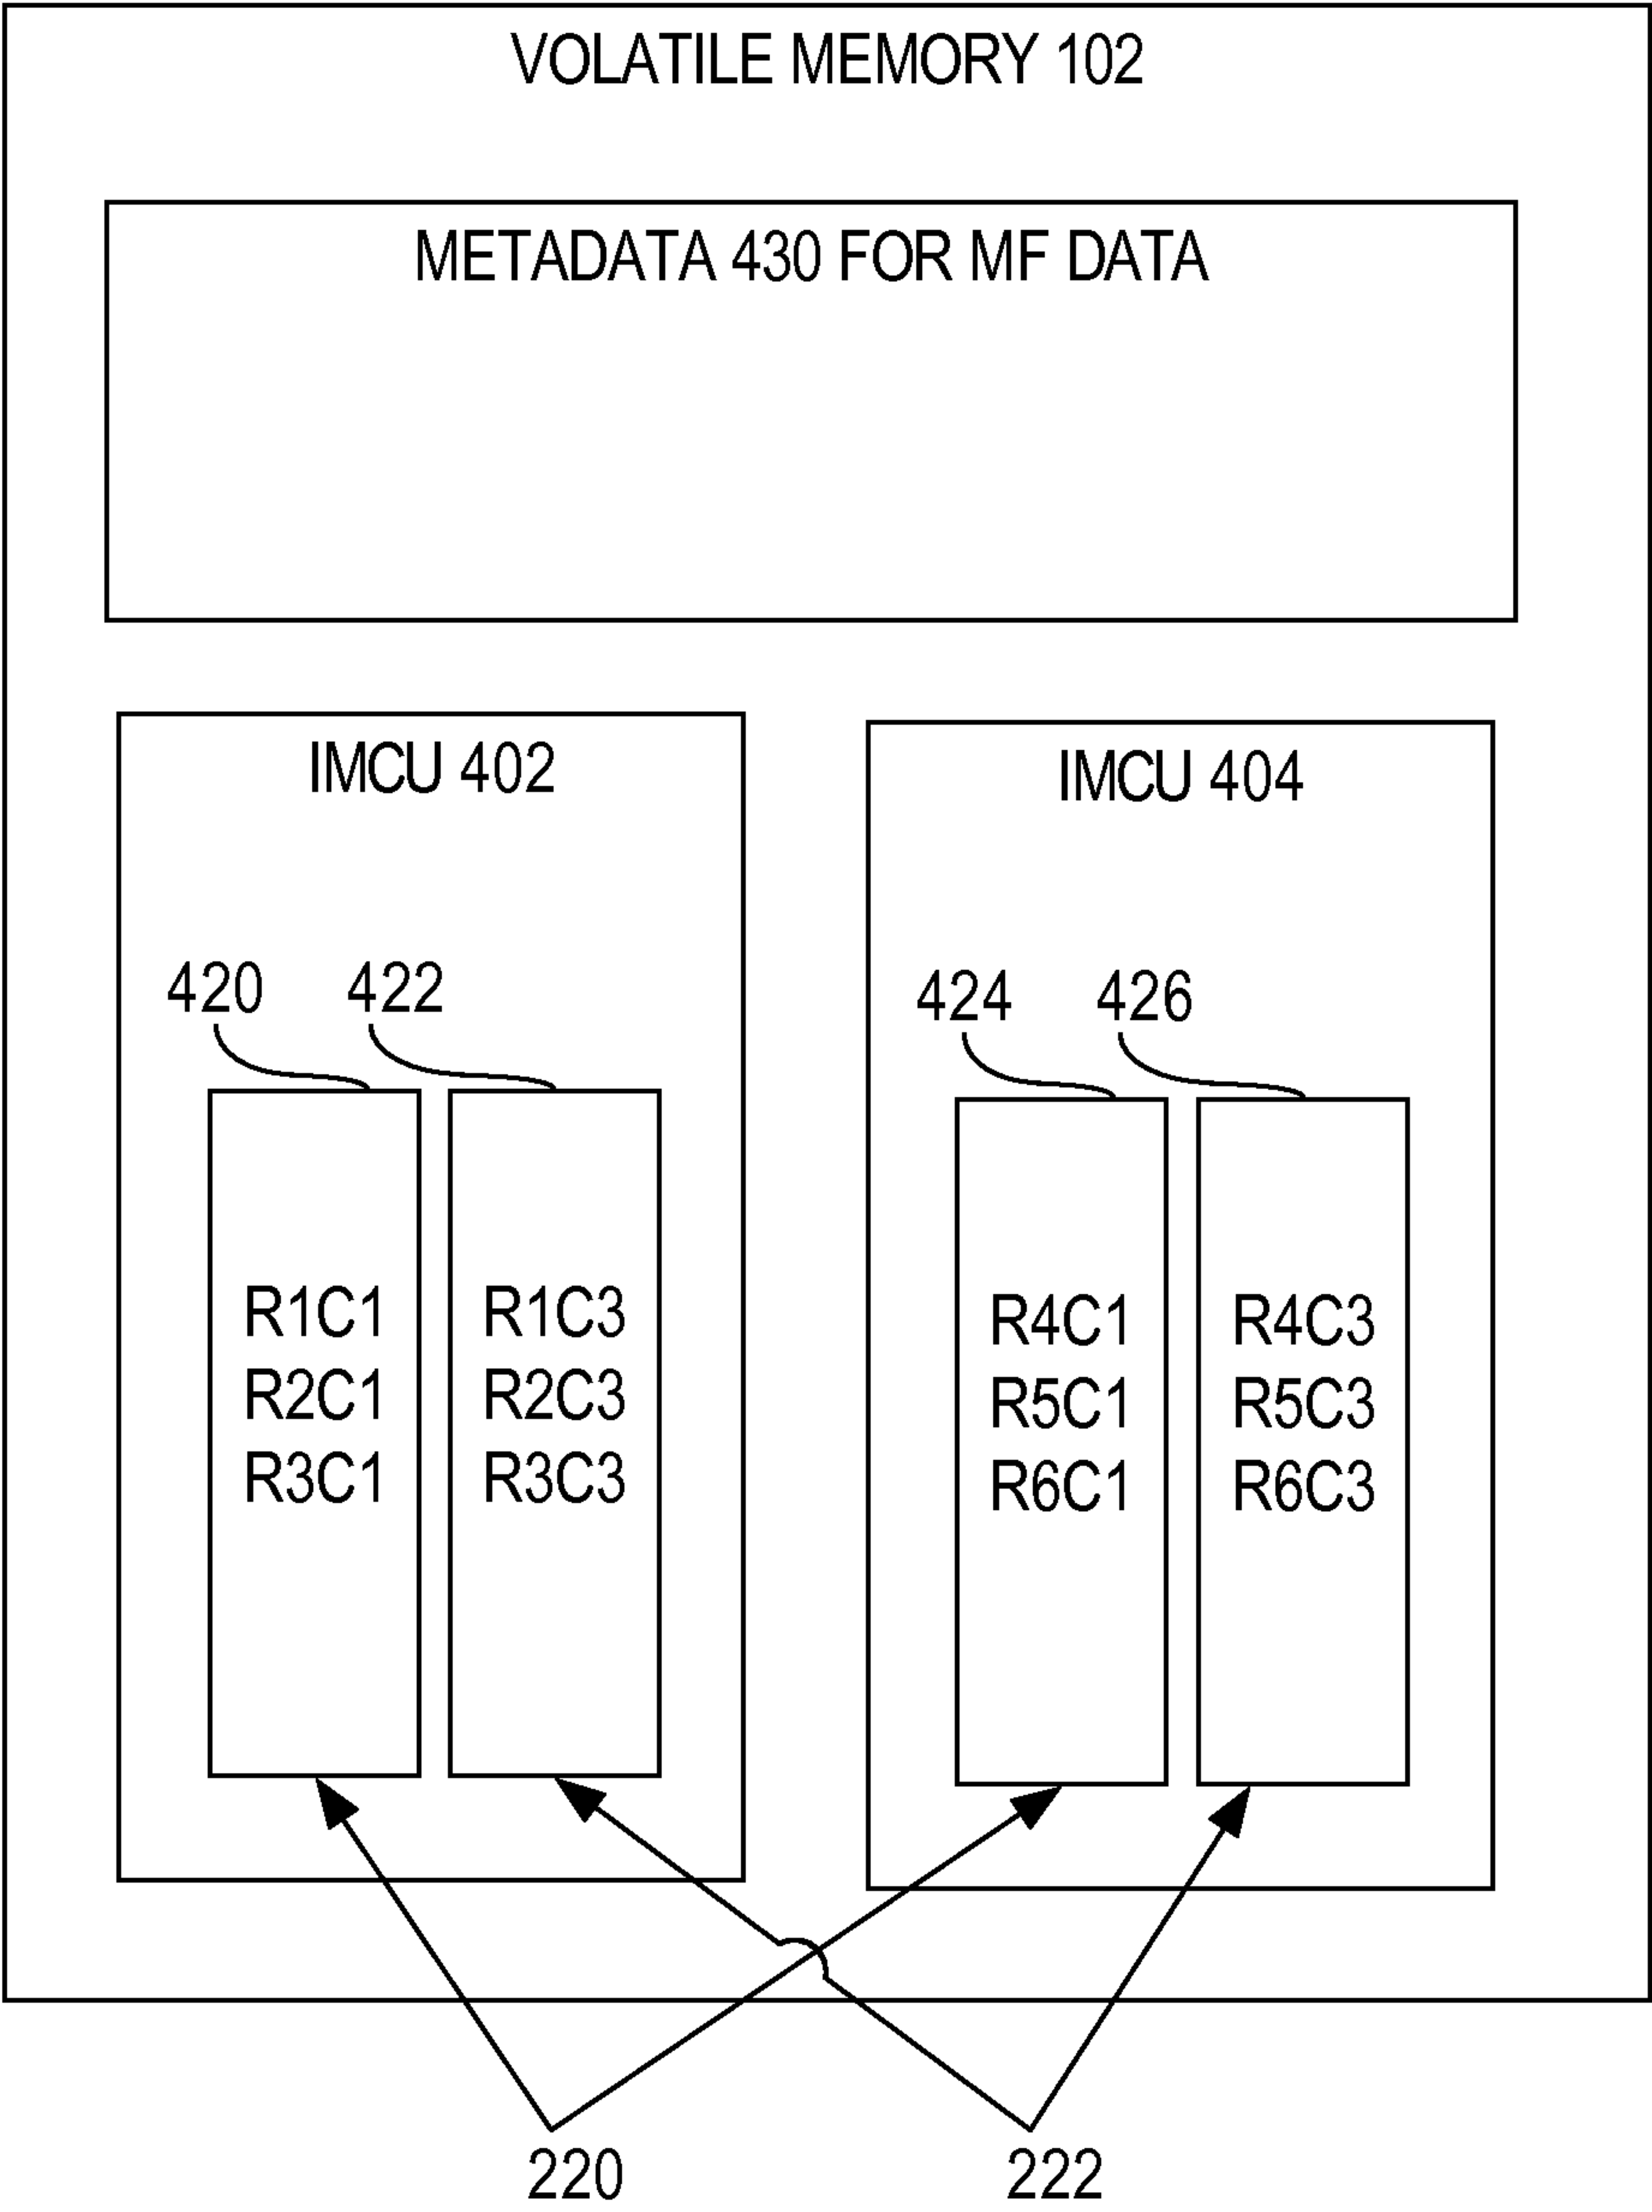 VOLATILE MEMORY 102
METADATA 430 FOR MF DATA
IMCU 402
420
422
R1C1
R2C1
R3C1
R1C3
R2C3
R3C3
IMCU 404
424
426
R4C1
R5C1
R6C1
R4C3
R5C3
R6C3
220
222